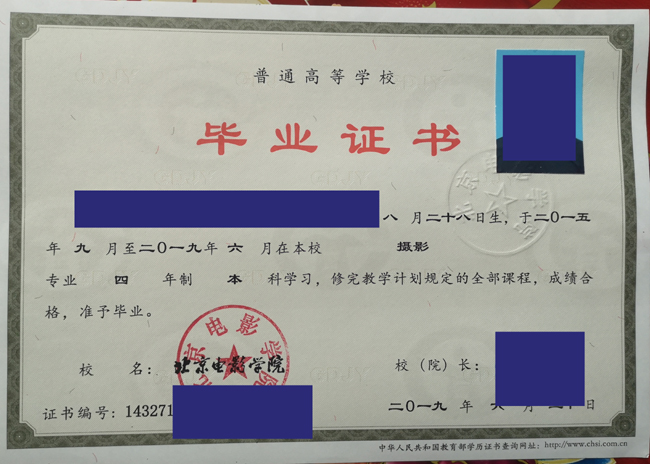 普通高等学校
毕业证书
八 月二十八日生，于二〇一五
年 九 月至二〇一九年 六 月在本校 摄影
专业 四 年制 本 科学习，修完教学计划规定的全部课程，成绩合
格，准予毕业。
校 名：北京电影学院
校（院）长：
证书编号：143271
二〇一九 年 六 月 三十 日
中华人民共和国教育部学历证书查询网址：http://www.chsi.com.cn